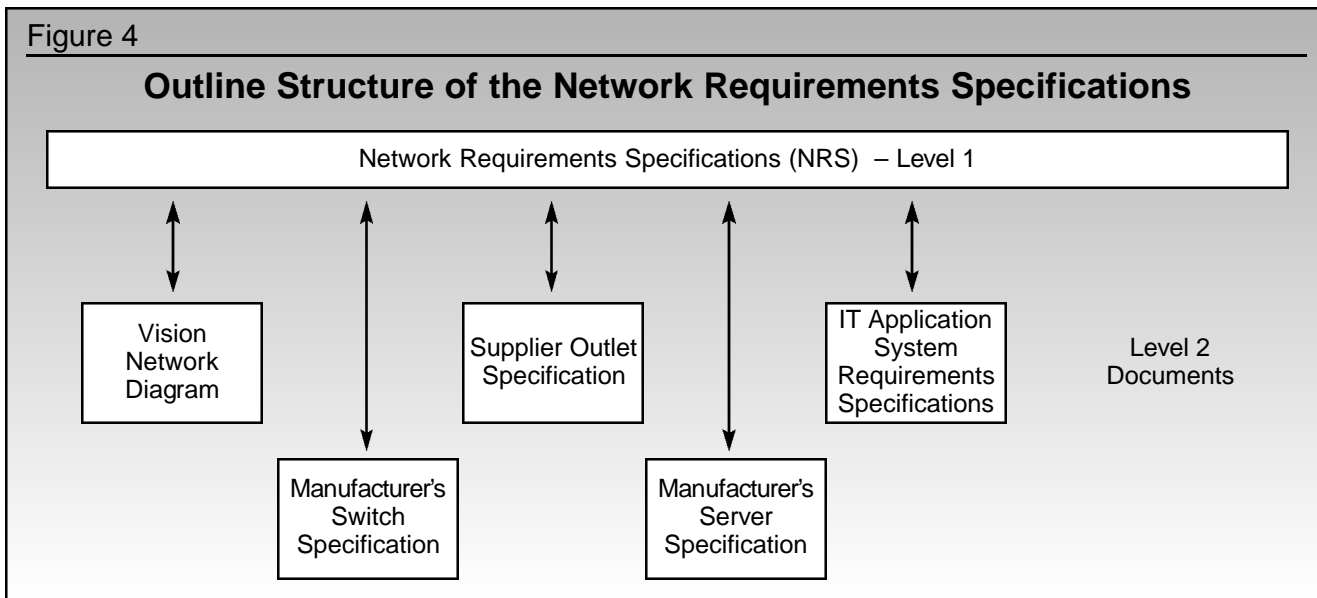 Figure 4
Outline Structure of the Network Requirements Specifications
Network Requirements Specifications (NRS) – Level 1
Vision
Network
Diagram
Supplier Outlet
Specification
IT Application
System
Requirements
Specifications
Level 2
Documents
Manufacturer's
Switch
Specification
Manufacturer's
Server
Specification